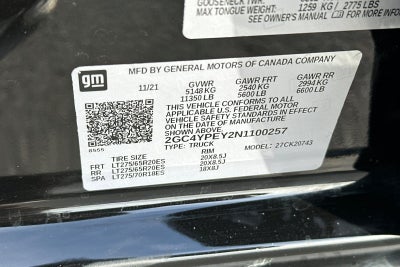 MAX TONGUE WEIGHT 1259 KG / 2775 LBS
SEE OWNER'S MANUAL FOR MORE INFO
gm
MFD BY GENERAL MOTORS OF CANADA COMPANY
11/21 GVWR GAWR FRT GAWR RR
5148 KG 2540 KG 2994 KG
11350 LB 5600 LB 6600 LB
THIS VEHICLE CONFORMS TO ALL
APPLICABLE U.S. FEDERAL MOTOR
VEHICLE SAFETY STANDARDS IN EFFECT
ON THE DATE OF MANUFACTURE
SHOWN ABOVE.
2GC4YPEY2N1100257
TYPE: TRUCK MODEL: 27CK20743
TIRE SIZE RIM
FRT LT275/65R20ES 20X8.5J
RR LT275/65R20ES 20X8.5J
SPA LT275/70R18ES 18X8J